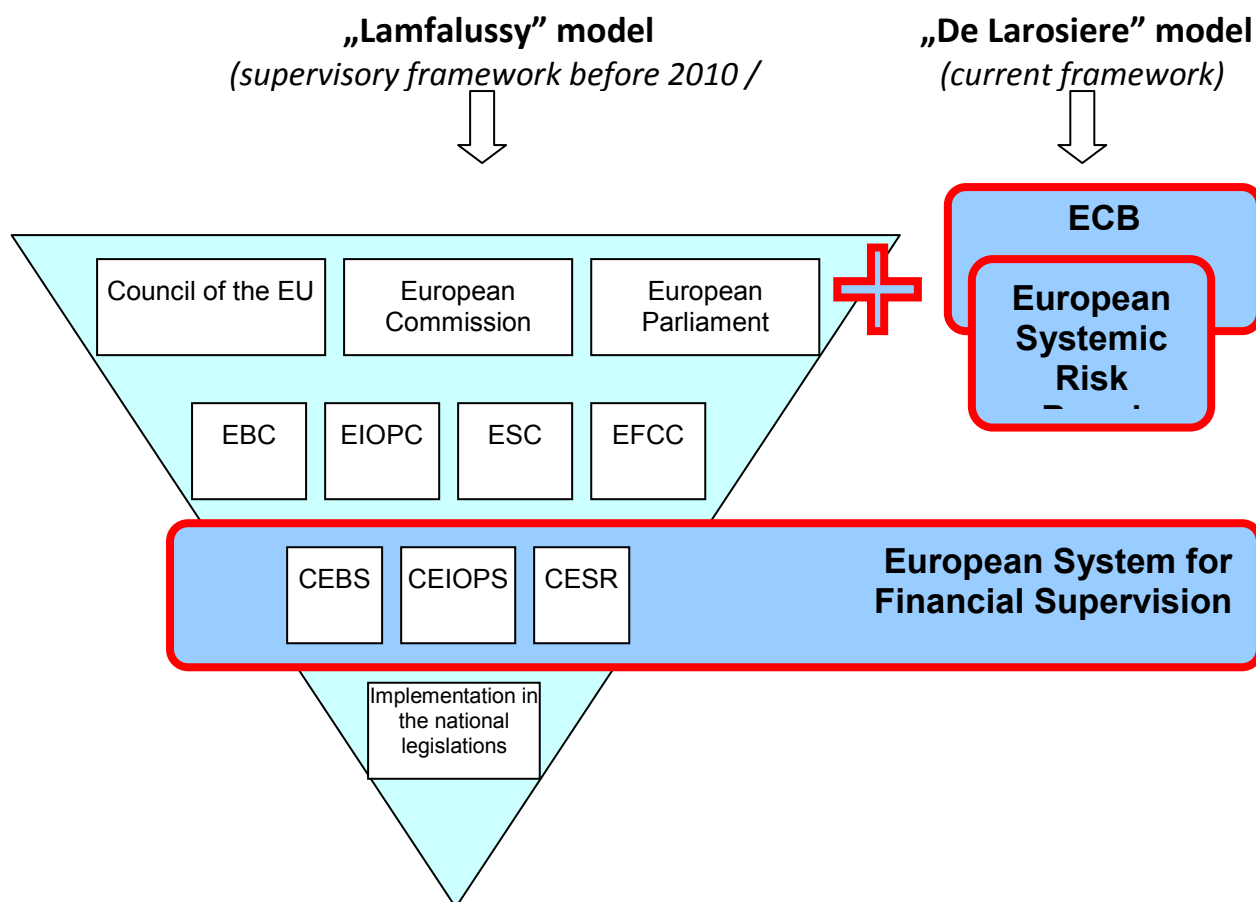 „Lamfalussy” model
(supervisory framework before 2010 /
„De Larosiere” model
(current framework)
Council of the EU
European
Commission
European
Parliament
ECB
European
Systemic
Risk
EBC
EIOPC
ESC
EFCC
CEBS
CEIOPS
CESR
European System for
Financial Supervision
Implementation in
the national
legislations